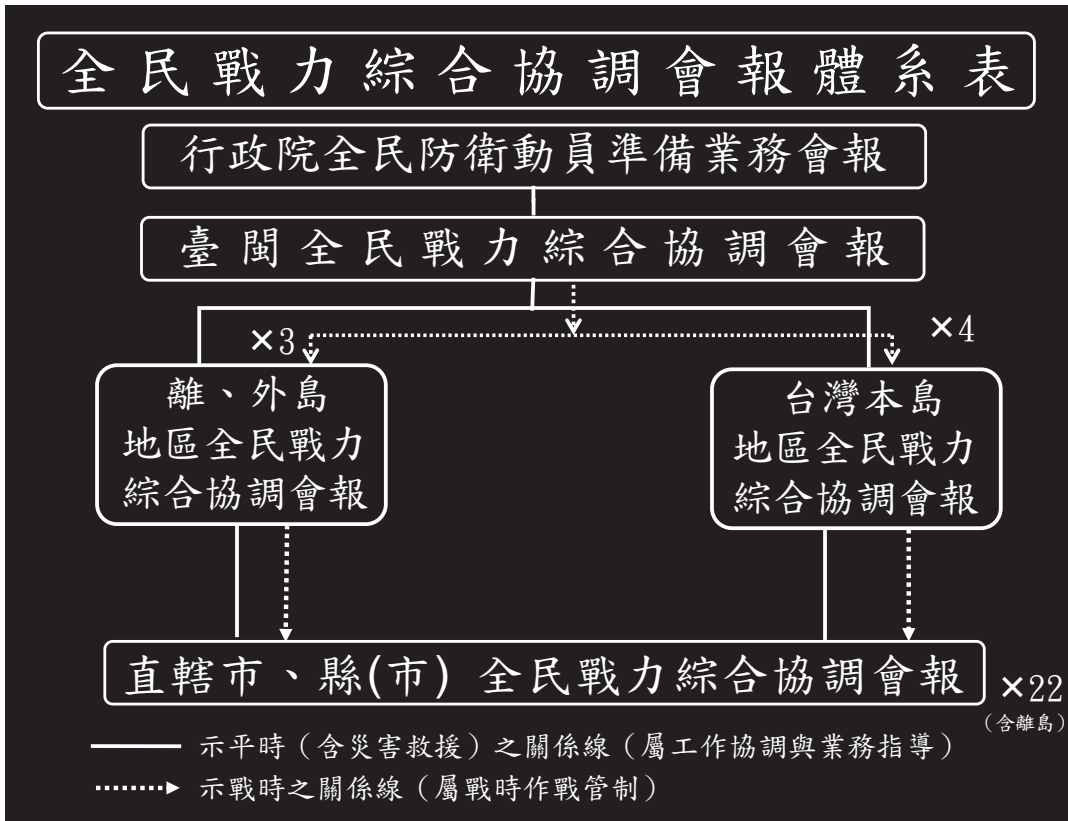 全民戰力綜合協調會報體系表
行政院全民防衛動員準備業務會報
臺閩全民戰力綜合協調會報
×3
×4
離、外島
地區全民戰力
綜合協調會報
台灣本島
地區全民戰力
綜合協調會報
直轄市、縣(市) 全民戰力綜合協調會報
×22
（含離島）
示平時（含災害救援）之關係線（屬工作協調與業務指導）
示戰時之關係線（屬戰時作戰管制）